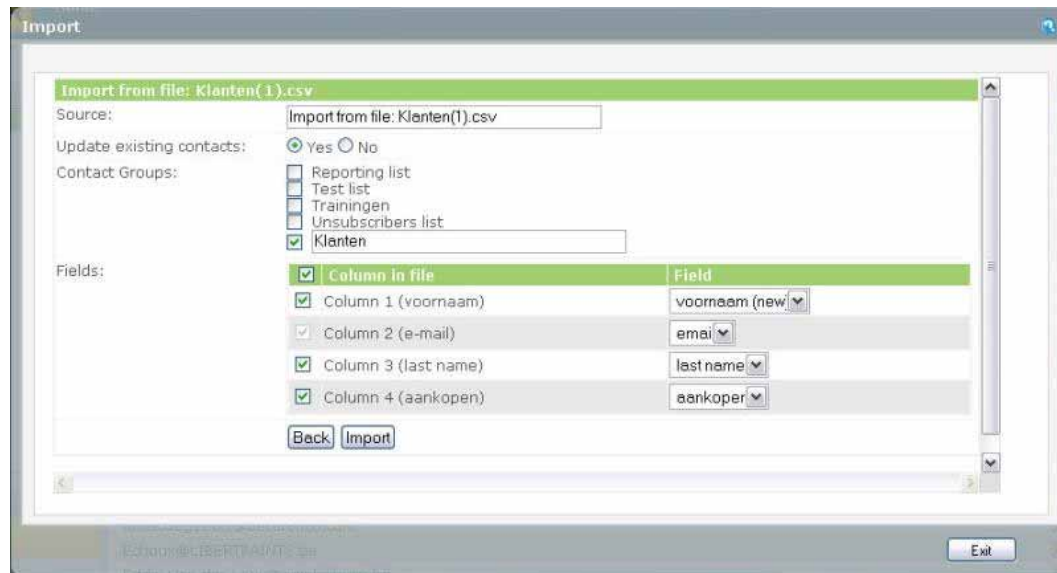 Import
Import from file: Klanten(1).csv
Source: Import from file: Klanten(1).csv
Update existing contacts: Yes No
Contact Groups: Reporting list
Test list
Trainingen
Unsubscribers list
Klanten
Fields: Column in file Field
Column 1 (voornaam) voornaam (new)
Column 2 (e-mail) emai
Column 3 (last name) last name
Column 4 (aankopen) aankoper
Back Import
Exit